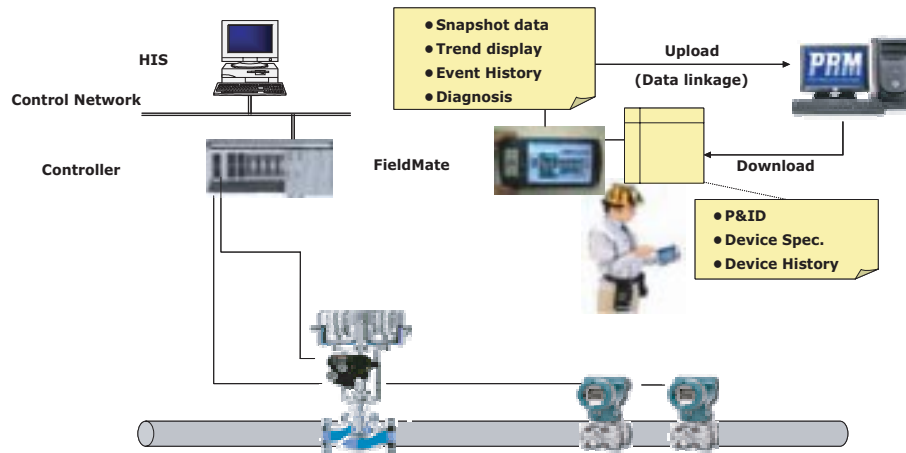 HIS
Control Network
Controller
● Snapshot data
● Trend display
● Event History
● Diagnosis
Upload
(Data linkage)
PRM
FieldMate
Download
● P&ID
● Device Spec.
● Device History